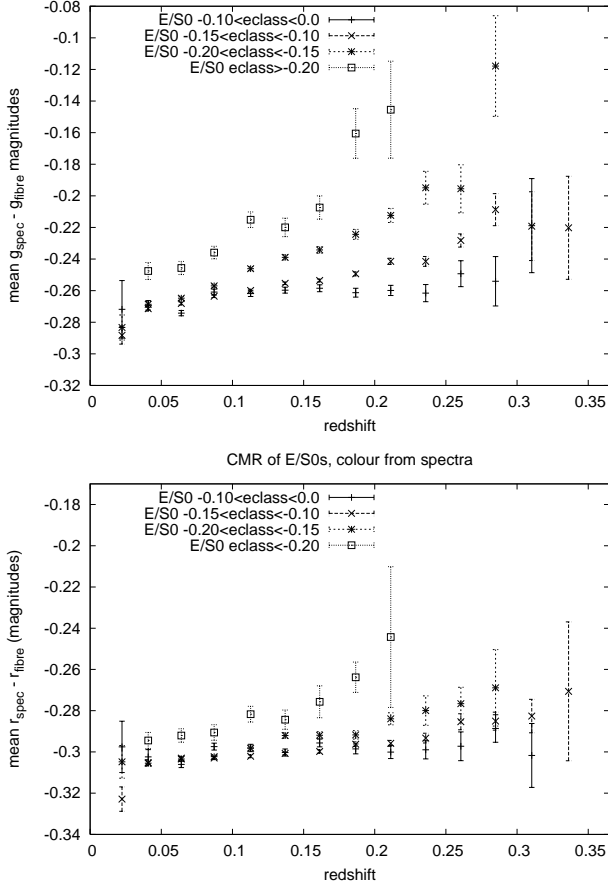 -0.08
-0.1
-0.12
-0.14
-0.16
-0.18
-0.2
-0.22
-0.24
-0.26
-0.28
-0.3
-0.32
0 0.05 0.1 0.15 0.2 0.25 0.3 0.35
mean g_spec - g_fibre magnitudes
redshift
E/S0 -0.10<eclass<0.0
E/S0 -0.15<eclass<-0.10
E/S0 -0.20<eclass<-0.15
E/S0 eclass>-0.20
CMR of E/S0s, colour from spectra
-0.18
-0.2
-0.22
-0.24
-0.26
-0.28
-0.3
-0.32
-0.34
0 0.05 0.1 0.15 0.2 0.25 0.3 0.35
mean r_spec - r_fibre (magnitudes)
redshift
E/S0 -0.10<eclass<0.0
E/S0 -0.15<eclass<-0.10
E/S0 -0.20<eclass<-0.15
E/S0 eclass<-0.20